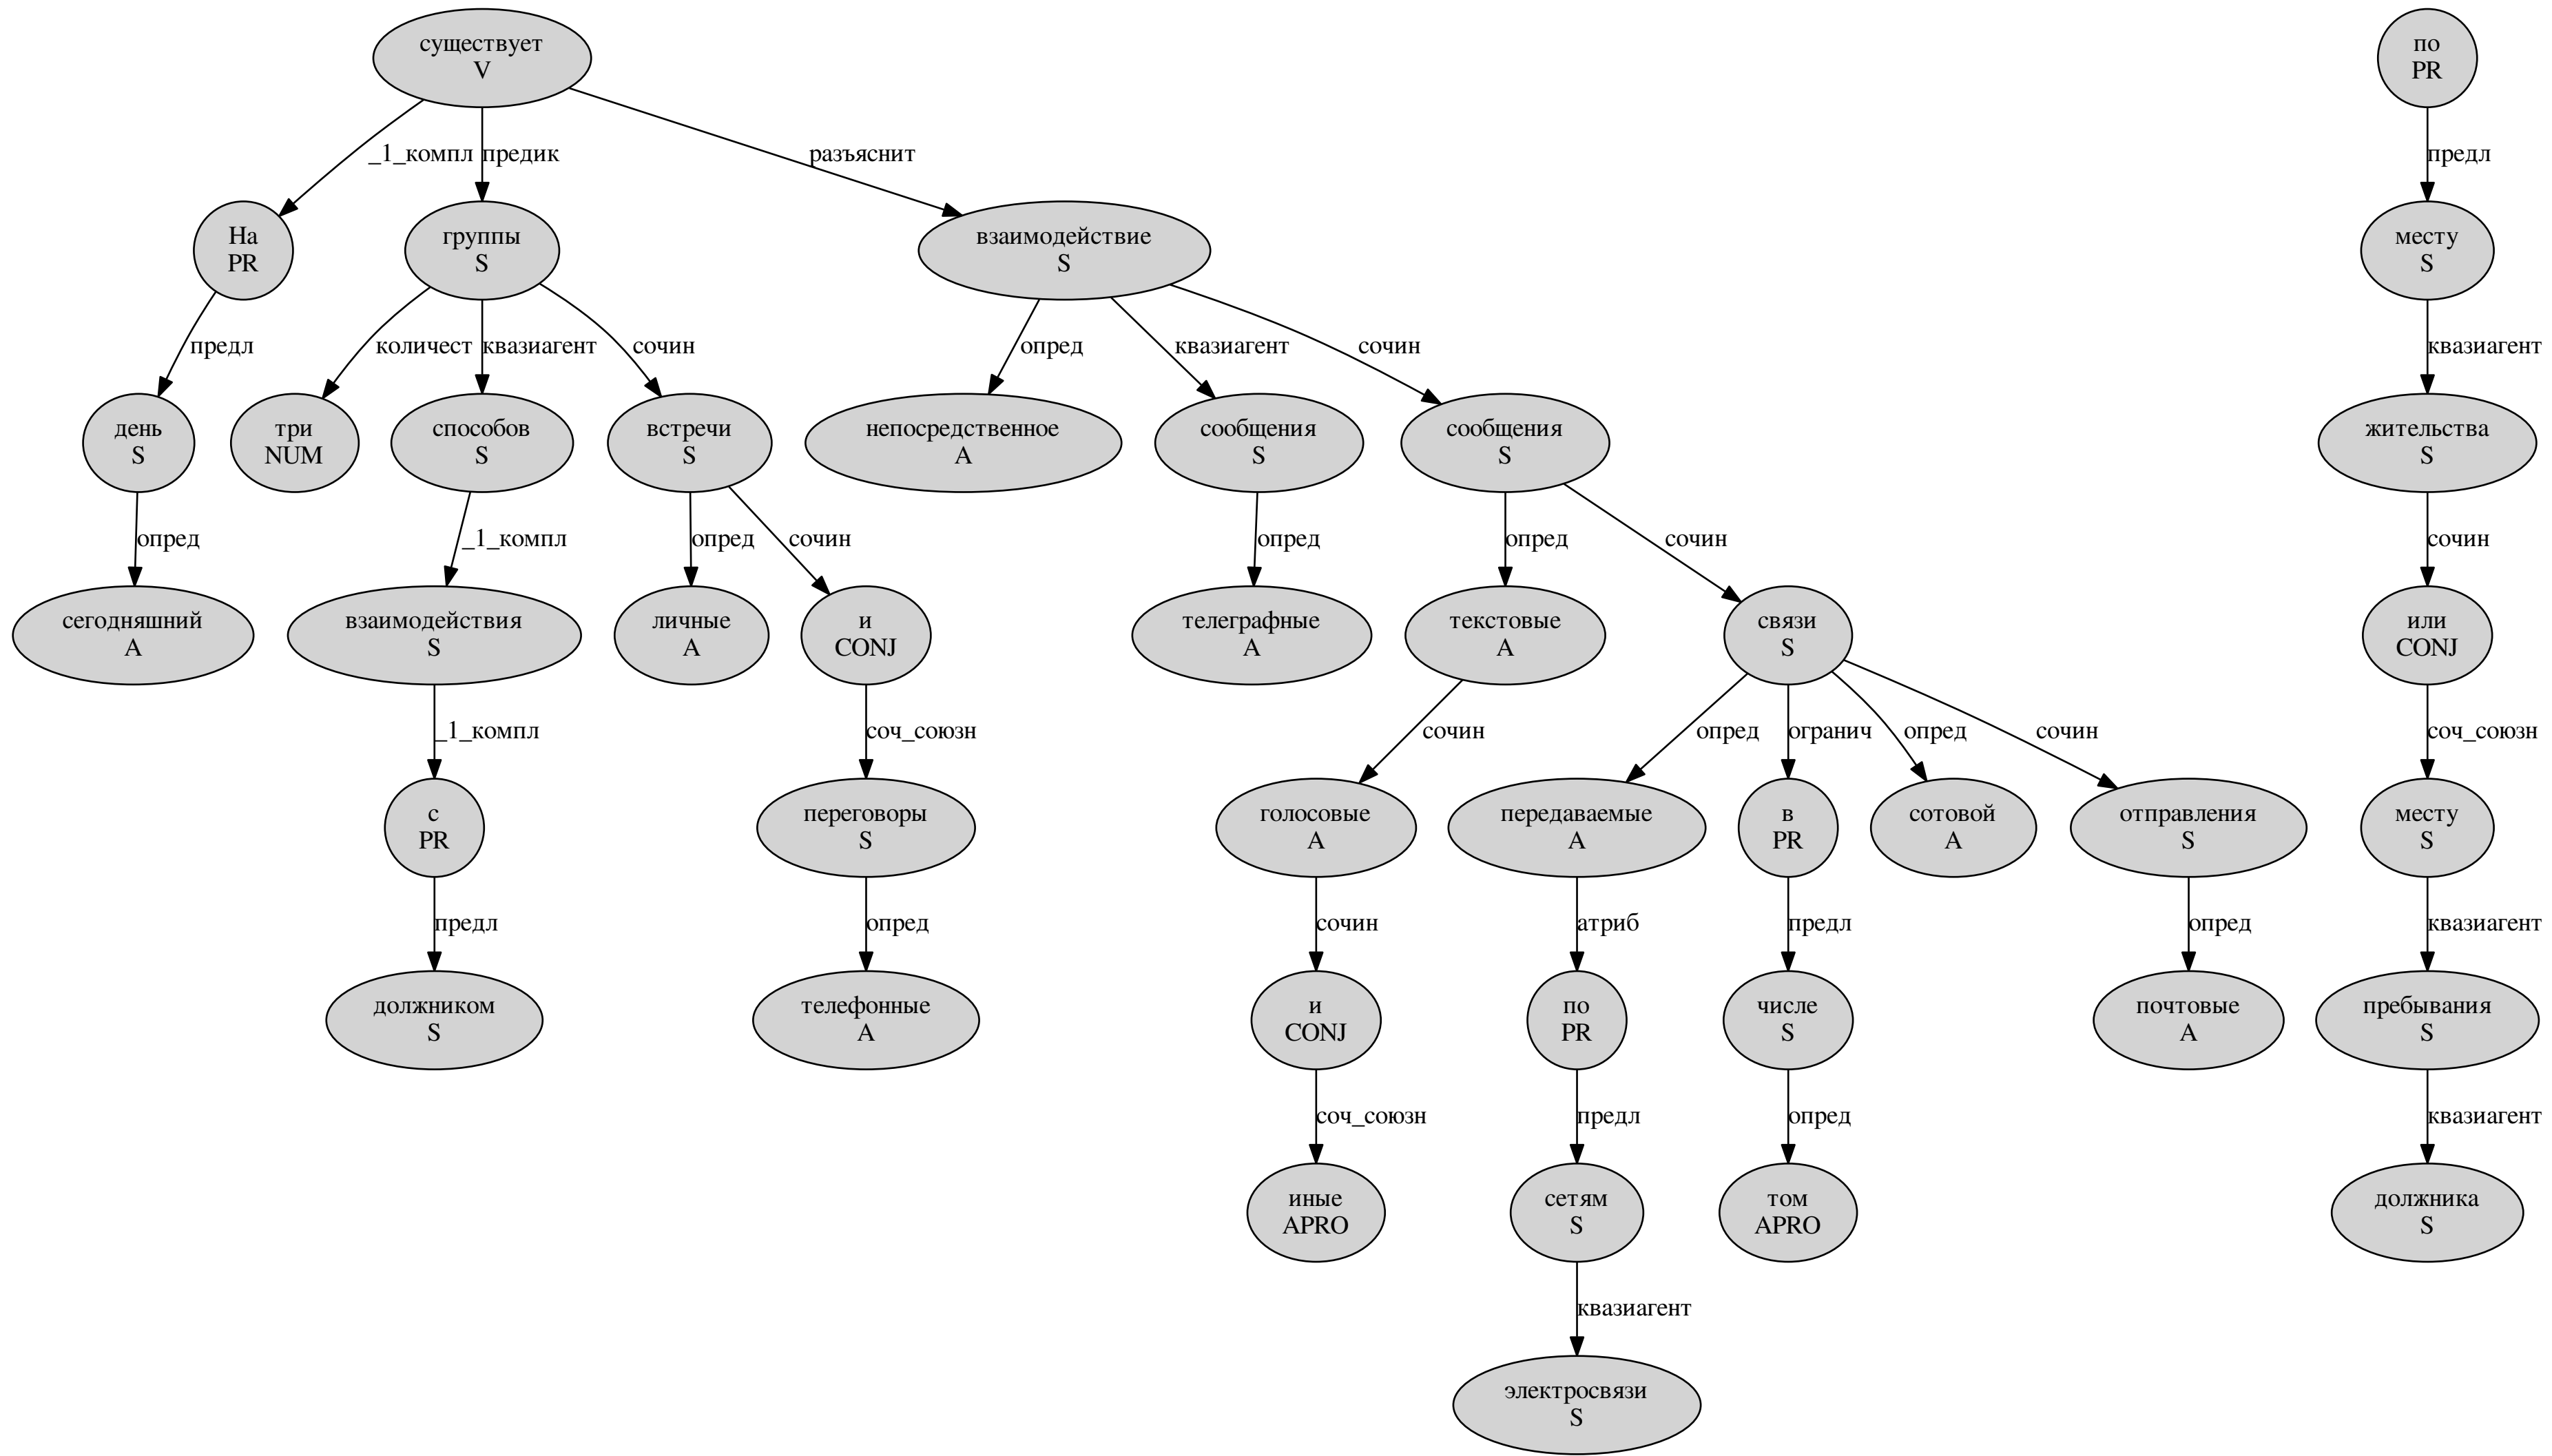 существует
V
по
PR
_1_компл
предик
разъяснит
предл
На
PR
группы
S
взаимодействие
S
месту
S
предл
количест
квазиагент
сочин
опред
квазиагент
сочин
квазиагент
день
S
три
NUM
способов
S
встречи
S
непосредственное
A
сообщения
S
сообщения
S
жительства
S
опред
_1_компл
опред
сочин
опред
опред
сочин
сочин
сегодняшний
A
взаимодействия
S
личные
A
и
CONJ
телеграфные
A
текстовые
A
связи
S
или
CONJ
_1_компл
соч_союзн
сочин
опред
огранич
опред
сочин
соч_союзн
с
PR
переговоры
S
голосовые
A
передаваемые
A
в
PR
сотовой
A
отправления
S
месту
S
предл
опред
сочин
атриб
предл
опред
квазиагент
должником
S
телефонные
A
и
CONJ
по
PR
числе
S
почтовые
A
пребывания
S
соч_союзн
предл
опред
квазиагент
иные
APRO
сетям
S
том
APRO
должника
S
квазиагент
электросвязи
S